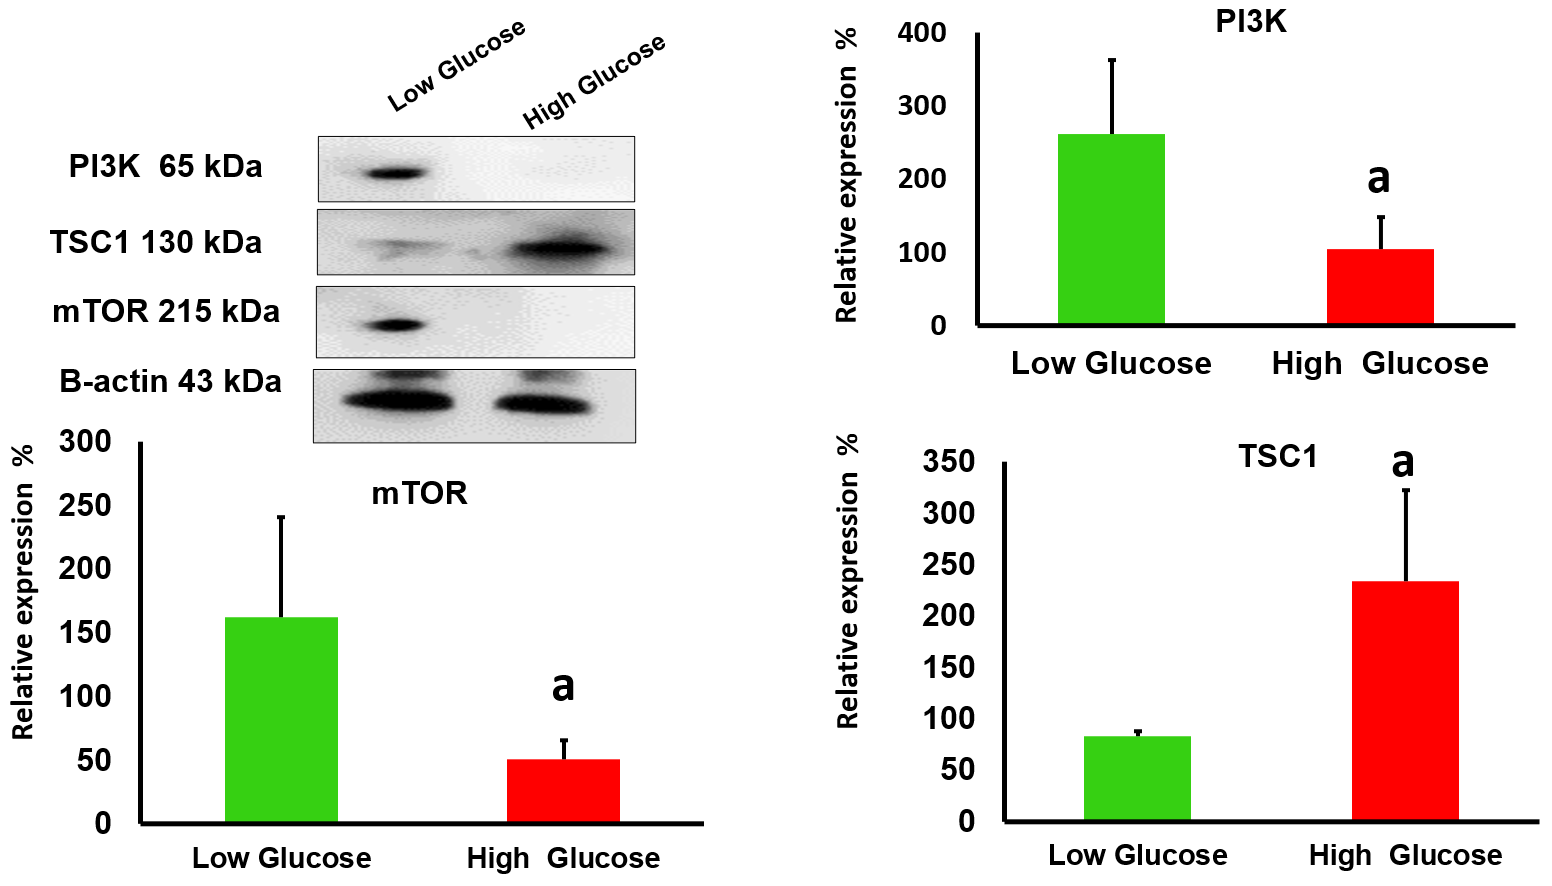 Low Glucose
High Glucose
PI3K  65 kDa
TSC1 130 kDa
mTOR 215 kDa
B-actin 43 kDa
PI3K
Relative expression  %
400
300
200
100
0
a
Low Glucose
High  Glucose
mTOR
Relative expression  %
300
250
200
150
100
50
0
a
Low Glucose
High  Glucose
TSC1
Relative expression  %
350
300
250
200
150
100
50
0
a
Low Glucose
High  Glucose